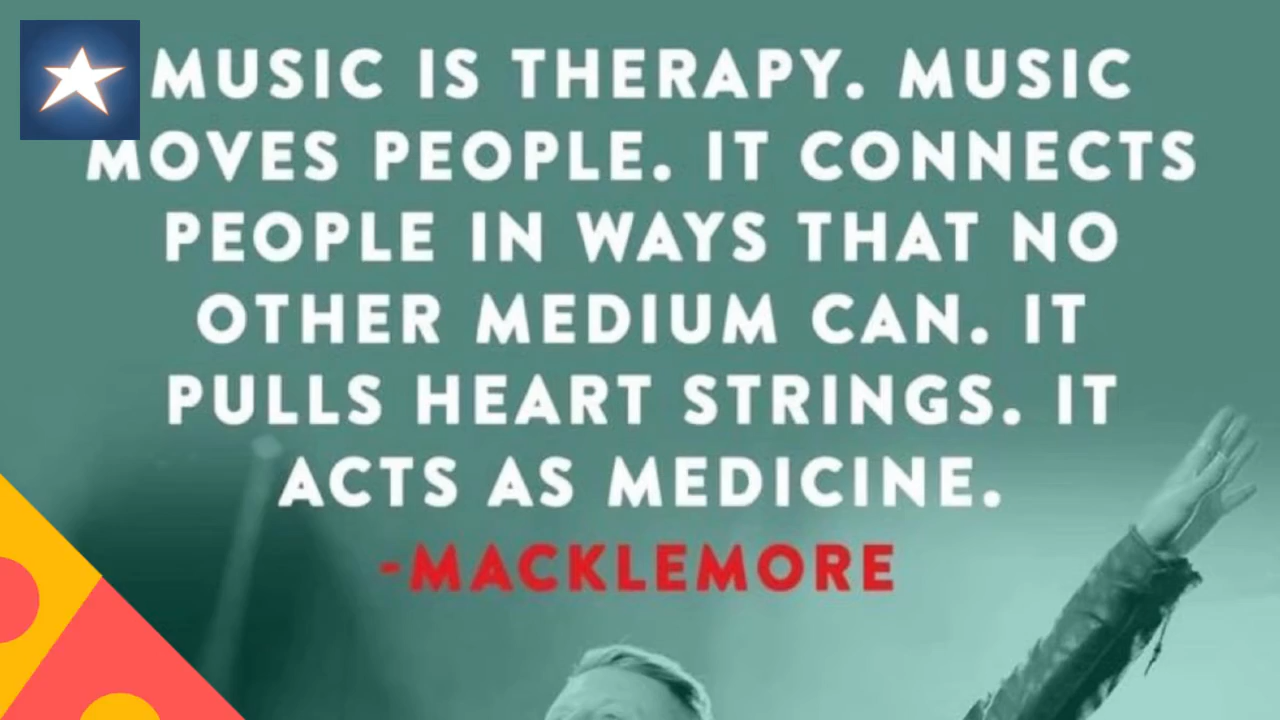 MUSIC IS THERAPY. MUSIC
MOVES PEOPLE. IT CONNECTS
PEOPLE IN WAYS THAT NO
OTHER MEDIUM CAN. IT
PULLS HEART STRINGS. IT
ACTS AS MEDICINE.
-MACKLEMORE